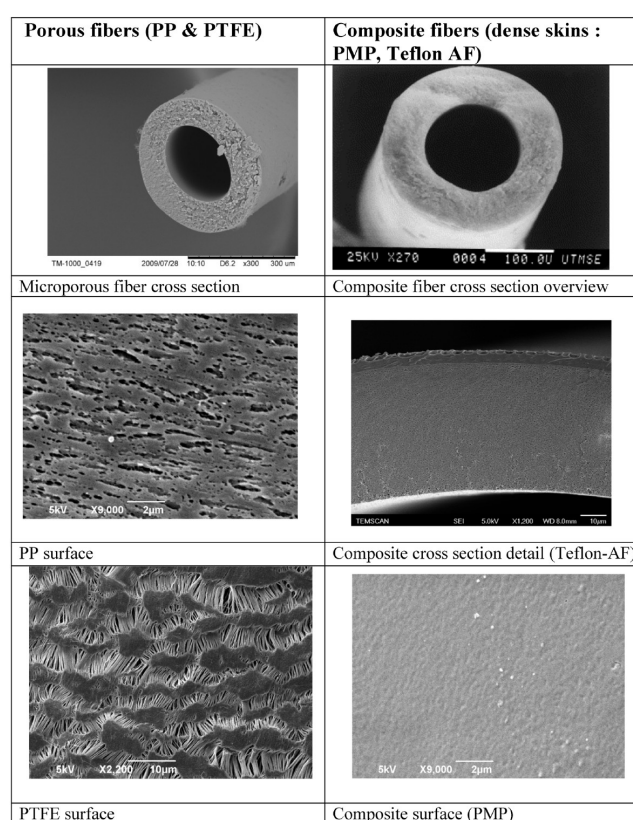 Porous fibers (PP & PTFE)
Composite fibers (dense skins :
PMP, Teflon AF)
TM-1000_0419 2009/07/28 10:10 D6.2 x300 300 um
25KV X270 0004 100.0U UTMSE
Microporous fiber cross section
Composite fiber cross section overview
5kV X9,000 2µm
TEMSCAN SEI 5.0kV X1,200 WD 8.0mm 10µm
PP surface
Composite cross section detail (Teflon-AF)
5kV X2,200 10µm
5kV X9,000 2µm
PTFE surface
Composite surface (PMP)